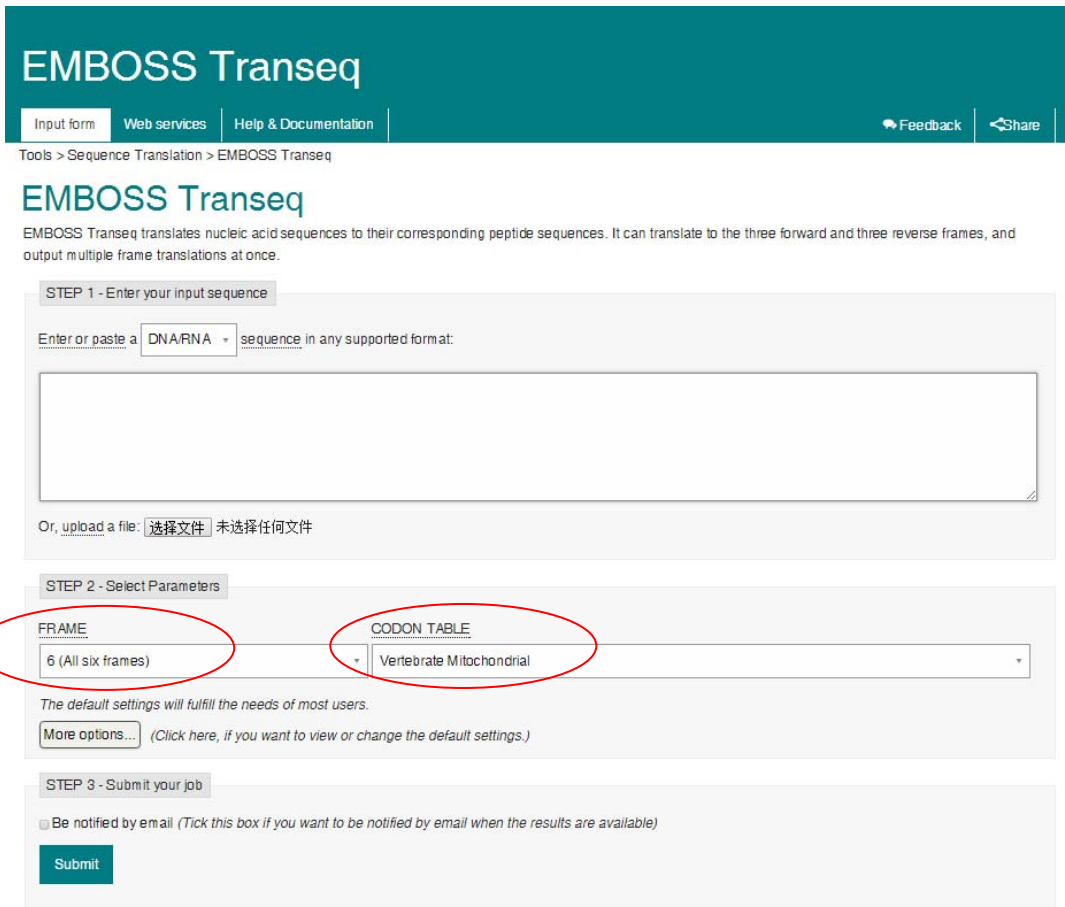 EMBOSS Transeq
Input form Web services Help & Documentation Feedback Share
Tools > Sequence Translation > EMBOSS Transeq
EMBOSS Transeq
EMBOSS Transeq translates nucleic acid sequences to their corresponding peptide sequences. It can translate to the three forward and three reverse frames, and
output multiple frame translations at once.
STEP 1 - Enter your input sequence
Enter or paste a DNA/RNA sequence in any supported format:
Or, upload a file: 选择文件 未选择任何文件
STEP 2 - Select Parameters
FRAME CODON TABLE
6 (All six frames) Vertebrate Mitochondrial
The default settings will fulfill the needs of most users.
More options... (Click here, if you want to view or change the default settings.)
STEP 3 - Submit your job
Be notified by email (Tick this box if you want to be notified by email when the results are available)
Submit